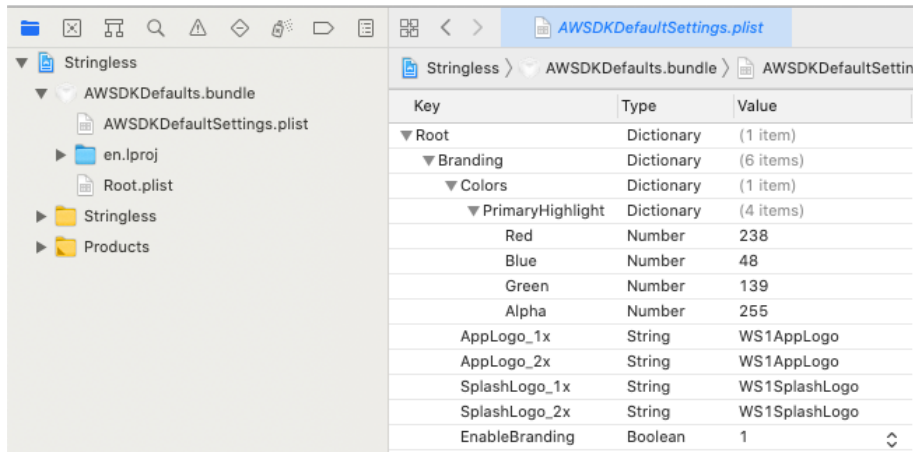 AWSDKDefaultSettings.plist
Stringless
AWSDKDefaults.bundle
AWSDKDefaultSettings.plist
en.lproj
Root.plist
Stringless
Products
Stringless AWSDKDefaults.bundle AWSDKDefaultSettin
Key Type Value
Root Dictionary (1 item)
Branding Dictionary (6 items)
Colors Dictionary (1 item)
PrimaryHighlight Dictionary (4 items)
Red Number 238
Blue Number 48
Green Number 139
Alpha Number 255
AppLogo_1x String WS1AppLogo
AppLogo_2x String WS1AppLogo
SplashLogo_1x String WS1SplashLogo
SplashLogo_2x String WS1SplashLogo
EnableBranding Boolean 1